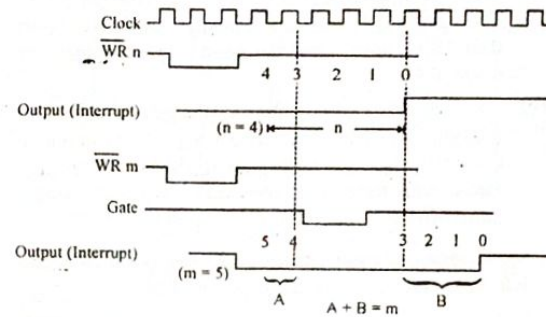 Clock
WR n
4 3 2 1 0
Output (Interrupt)
(n = 4)
n
WR m
Gate
5 4 3 2 1 0
Output (Interrupt)
(m = 5)
A
B
A + B = m